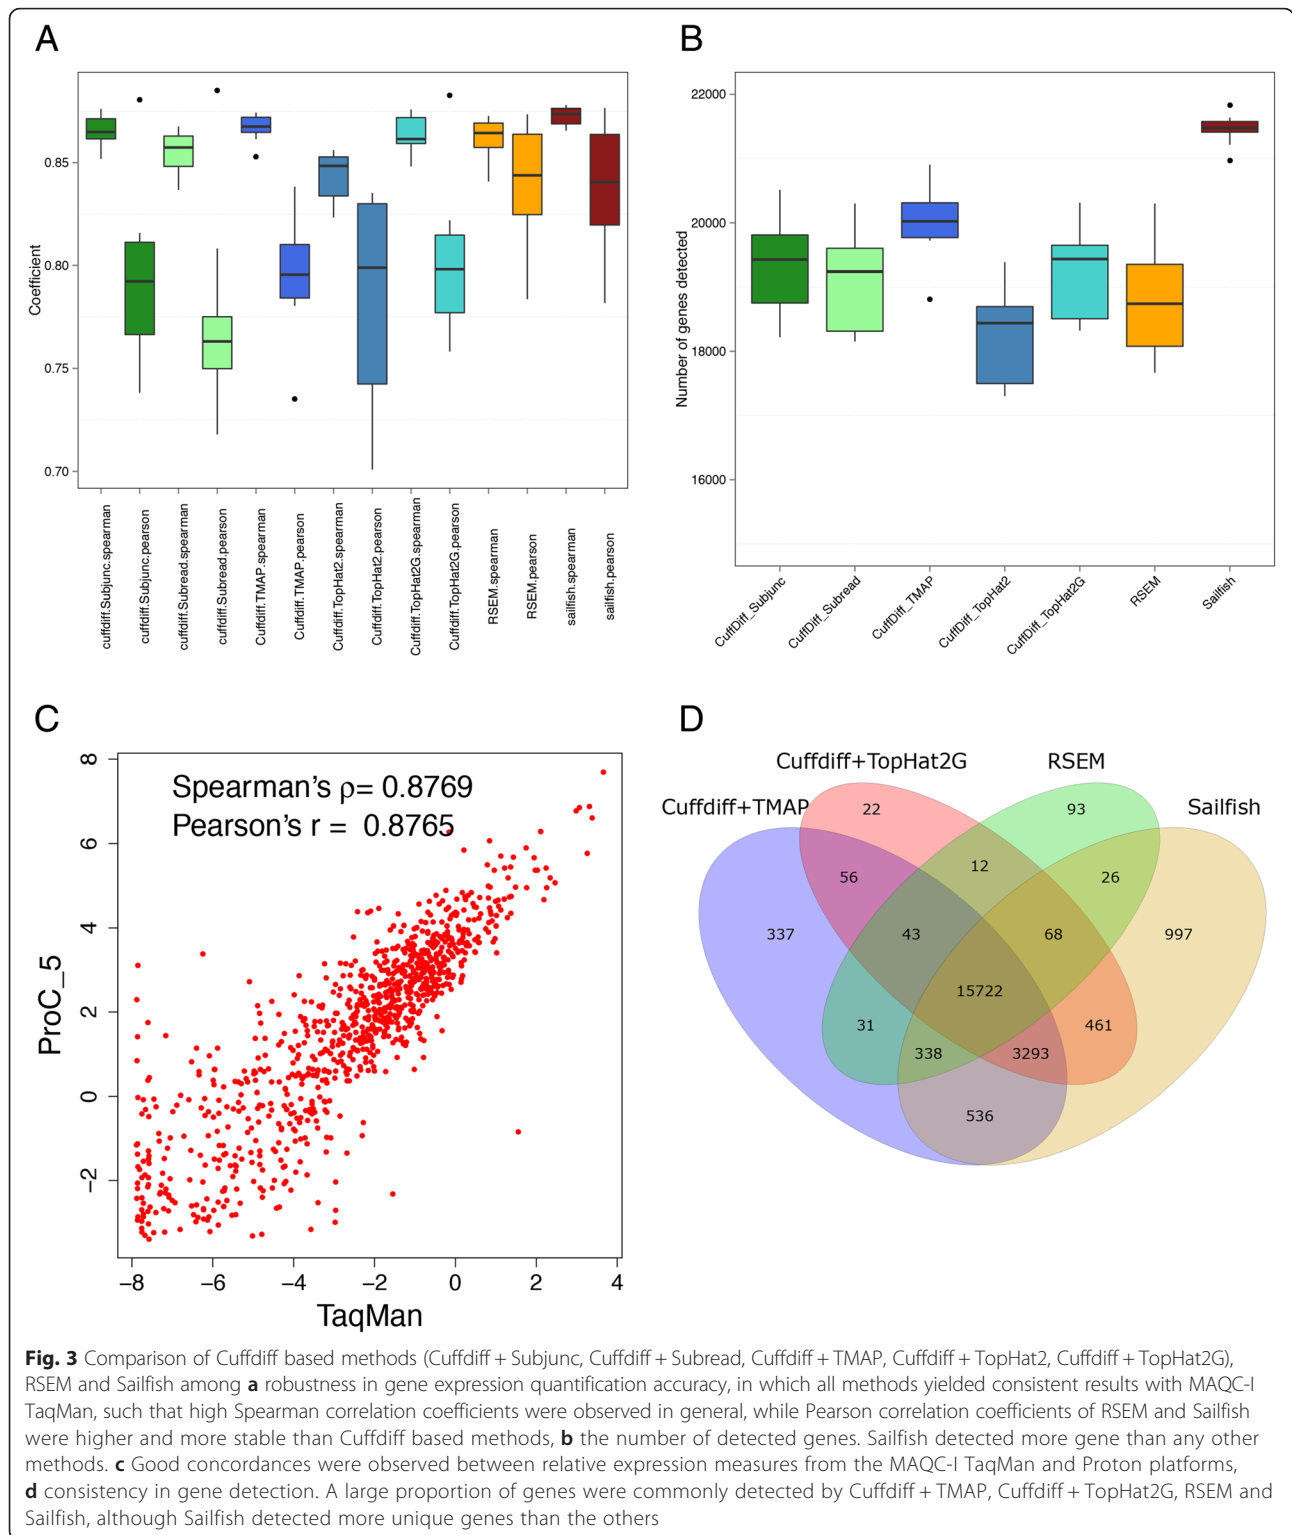 A
Coefficient
0.85
0.80
0.75
0.70
cuffdiff.Subjunc.spearman
cuffdiff.Subjunc.pearson
cuffdiff.Subread.spearman
cuffdiff.Subread.pearson
Cuffdiff.TMAP.spearman
Cuffdiff.TMAP.pearson
Cuffdiff.TopHat2.spearman
Cuffdiff.TopHat2.pearson
Cuffdiff.TopHat2G.spearman
Cuffdiff.TopHat2G.pearson
RSEM.spearman
RSEM.pearson
sailfish.spearman
sailfish.pearson
B
Number of genes detected
22000
20000
18000
16000
CuffDiff_Subjunc
CuffDiff_Subread
CuffDiff_TMAP
CuffDiff_TopHat2
CuffDiff_TopHat2G
RSEM
Sailfish
C
Spearman's ρ= 0.8769
Pearson's r = 0.8765
ProC_5
8
6
4
2
0
−2
−8 −6 −4 −2 0 2 4
TaqMan
D
Cuffdiff+TopHat2G RSEM
Cuffdiff+TMAP Sailfish
22 93
56 12 26
337 43 68 997
15722
31 461
338 3293
536
Fig. 3 Comparison of Cuffdiff based methods (Cuffdiff + Subjunc, Cuffdiff + Subread, Cuffdiff + TMAP, Cuffdiff + TopHat2, Cuffdiff + TopHat2G),
RSEM and Sailfish among a robustness in gene expression quantification accuracy, in which all methods yielded consistent results with MAQC-I
TaqMan, such that high Spearman correlation coefficients were observed in general, while Pearson correlation coefficients of RSEM and Sailfish
were higher and more stable than Cuffdiff based methods, b the number of detected genes. Sailfish detected more gene than any other
methods. c Good concordances were observed between relative expression measures from the MAQC-I TaqMan and Proton platforms,
d consistency in gene detection. A large proportion of genes were commonly detected by Cuffdiff + TMAP, Cuffdiff + TopHat2G, RSEM and
Sailfish, although Sailfish detected more unique genes than the others